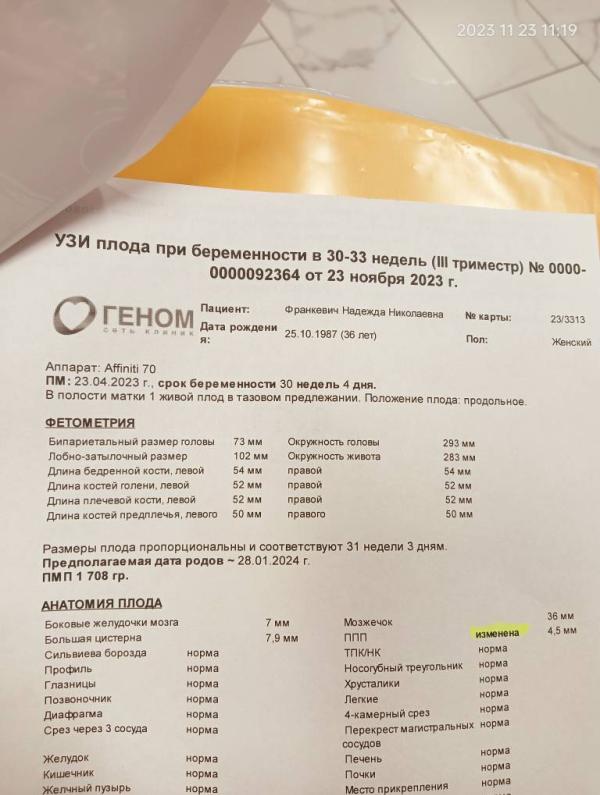 2023 11 23 11:19
УЗИ плода при беременности в 30-33 недель (III триместр) № 0000-
0000092364 от 23 ноября 2023 г.
ГЕНОМ
сеть клиник
Пациент: Франкевич Надежда Николаевна № карты: 23/3313
Дата рождени
я: 25.10.1987 (36 лет) Пол: Женский
Аппарат: Affiniti 70
ПМ: 23.04.2023 г., срок беременности 30 недель 4 дня.
В полости матки 1 живой плод в тазовом предлежании. Положение плода: продольное.
ФЕТОМЕТРИЯ
Бипариетальный размер головы 73 мм Окружность головы 293 мм
Лобно-затылочный размер 102 мм Окружность живота 283 мм
Длина бедренной кости, левой 54 мм правой 54 мм
Длина костей голени, левой 52 мм правой 52 мм
Длина плечевой кости, левой 52 мм правой 52 мм
Длина костей предплечья, левого 50 мм правого 50 мм
Размеры плода пропорциональны и соответствуют 31 недели 3 дням.
Предполагаемая дата родов ~ 28.01.2024 г.
ПМП 1 708 гр.
АНАТОМИЯ ПЛОДА
Боковые желудочки мозга 7 мм Мозжечок 36 мм
Большая цистерна 7,9 мм ППП изменена 4,5 мм
Сильвиева борозда норма ТПК/НК норма
Профиль норма Носогубный треугольник норма
Глазницы норма Хрусталики норма
Позвоночник норма Легкие норма
Диафрагма норма 4-камерный срез норма
Срез через 3 сосуда норма Перекрест магистральных норма
сосудов
Желудок норма Печень норма
Кишечник норма Почки норма
Желчный пузырь норма Место прикрепления норма